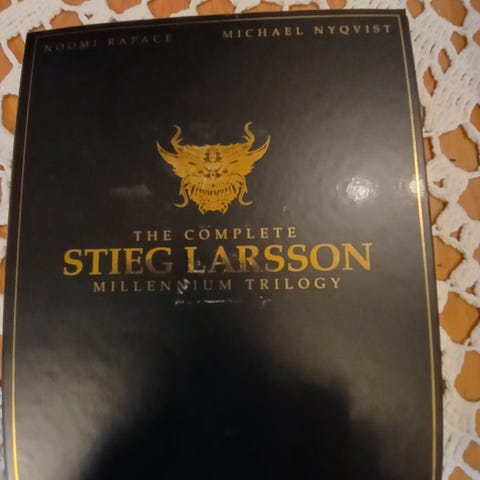 NOOMI RAPACE
MICHAEL NYQVIST
THE COMPLETE
STIEG LARSSON
MILLENNIUM TRILOGY